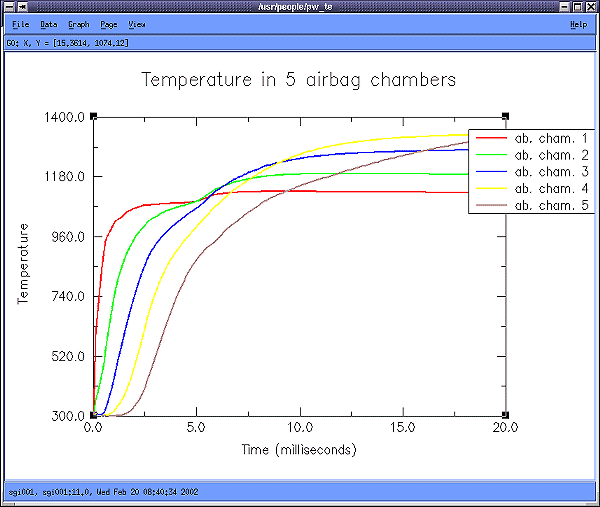 /usr/people/pw_te
File Data Graph Page View Help
GO: X, Y = [15.3614, 1074.12]
Temperature in 5 airbag chambers
1400.0
1180.0
960.0
740.0
520.0
300.0
Temperature
ab. cham. 1
ab. cham. 2
ab. cham. 3
ab. cham. 4
ab. cham. 5
0.0 5.0 10.0 15.0 20.0
Time (milliseconds)
sgi001, sgi001:11.0, Wed Feb 20 08:40:34 2002